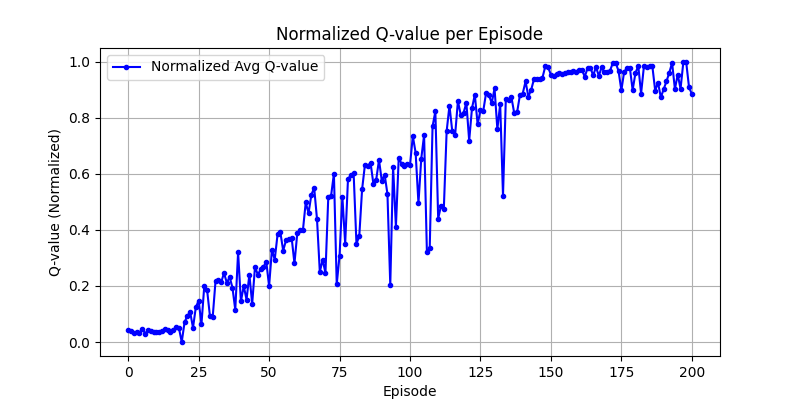 Normalized Q-value per Episode
Normalized Avg Q-value
Q-value (Normalized)
1.0
0.8
0.6
0.4
0.2
0.0
0 25 50 75 100 125 150 175 200
Episode